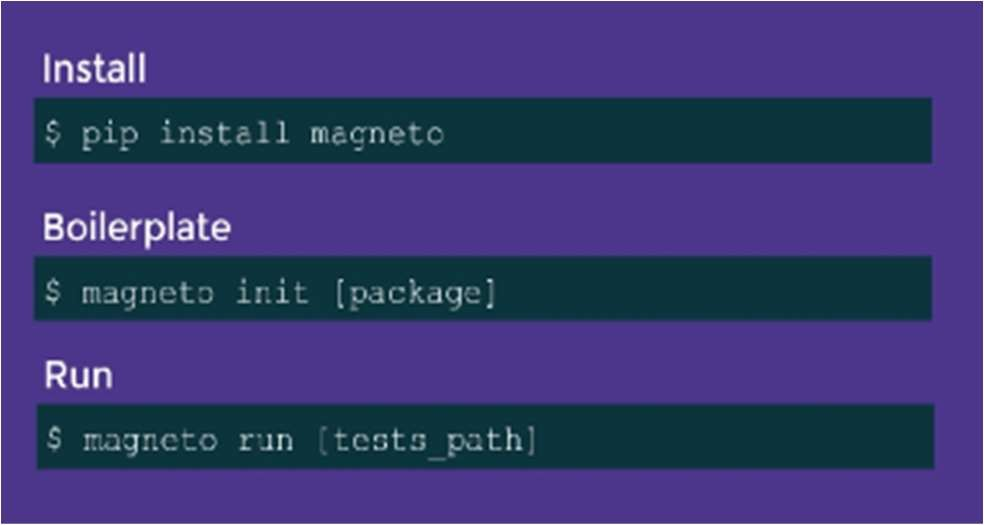 Install
$ pip install magneto
Boilerplate
$ magneto init [package]
Run
$ magneto run [tests_path]